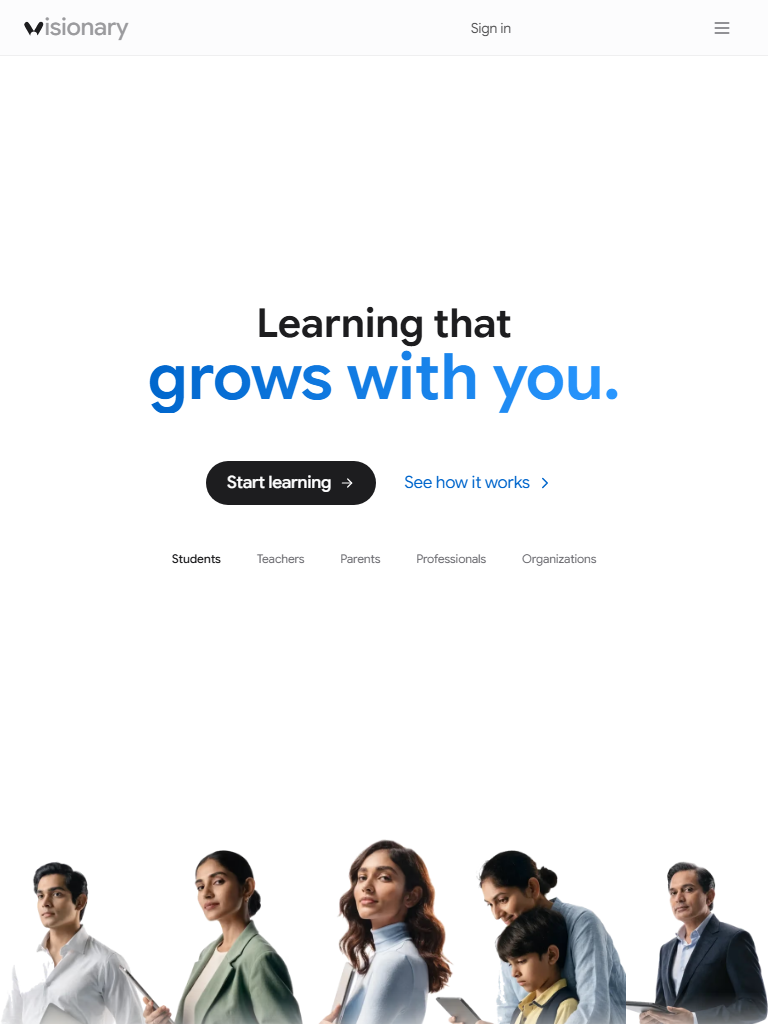 Visionary
Sign in
Learning that
grows with you.
Start learning →
See how it works >
Students Teachers Parents Professionals Organizations